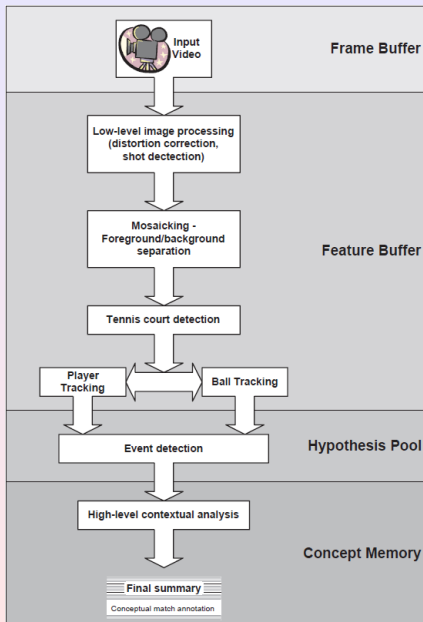 Input
Video
Frame Buffer
Low-level image processing
(distortion correction,
shot dectection)
Mosaicking -
Foreground/background
separation
Feature Buffer
Tennis court detection
Player
Tracking
Ball Tracking
Event detection
Hypothesis Pool
High-level contextual analysis
Concept Memory
Final summary
Conceptual match annotation